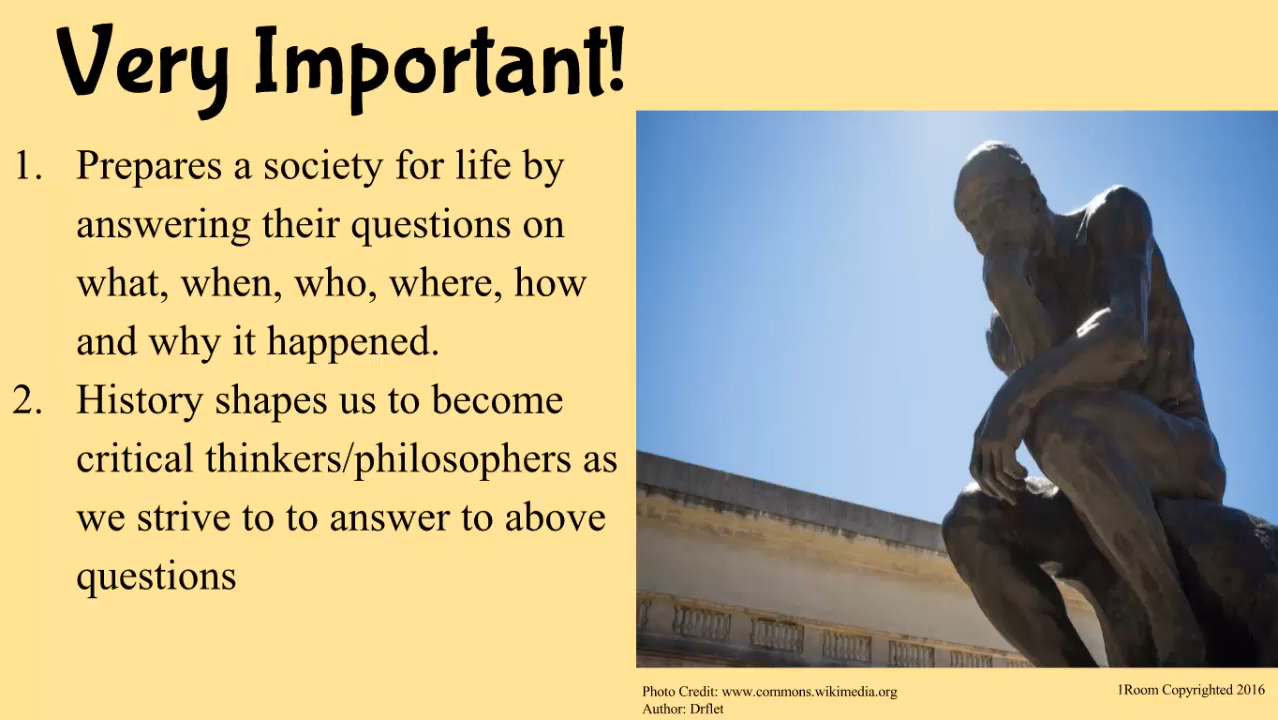 Very Important!
1. Prepares a society for life by
answering their questions on
what, when, who, where, how
and why it happened.
2. History shapes us to become
critical thinkers/philosophers as
we strive to to answer to above
questions
Photo Credit: www.commons.wikimedia.org
Author: Drflet
1Room Copyrighted 2016